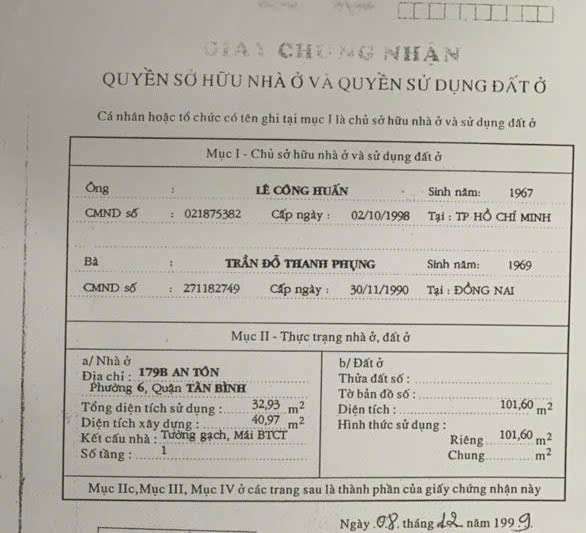 GIẤY CHỨNG NHẬN
QUYỀN SỞ HỮU NHÀ Ở VÀ QUYỀN SỬ DỤNG ĐẤT Ở
Cá nhân hoặc tổ chức có tên ghi tại mục I là chủ sở hữu nhà ở và sử dụng đất ở
Mục I - Chủ sở hữu nhà ở và sử dụng đất ở
Ông : LÊ CÔNG HUẤN Sinh năm: 1967
CMND số : 021875382 Cấp ngày : 02/10/1998 Tại : TP HỒ CHÍ MINH
Bà : TRẦN ĐỖ THANH PHỤNG Sinh năm: 1969
CMND số : 271182749 Cấp ngày : 30/11/1990 Tại : ĐỒNG NAI
Mục II - Thực trạng nhà ở, đất ở
a/ Nhà ở
Địa chỉ : 179B AN TÔN
Phường 6, Quận TÂN BÌNH
Tổng diện tích sử dụng : 32,93 m²
Diện tích xây dựng : 40,97 m²
Kết cấu nhà : Tường gạch, Mái BTCT
Số tầng : 1
b/ Đất ở
Thửa đất số :
Tờ bản đồ số :
Diện tích : 101,60 m²
Hình thức sử dụng :
Riêng 101,60 m²
Chung m²
Mục IIc, Mục III, Mục IV ở các trang sau là thành phần của giấy chứng nhận này
Ngày 08 tháng 12 năm 1999.